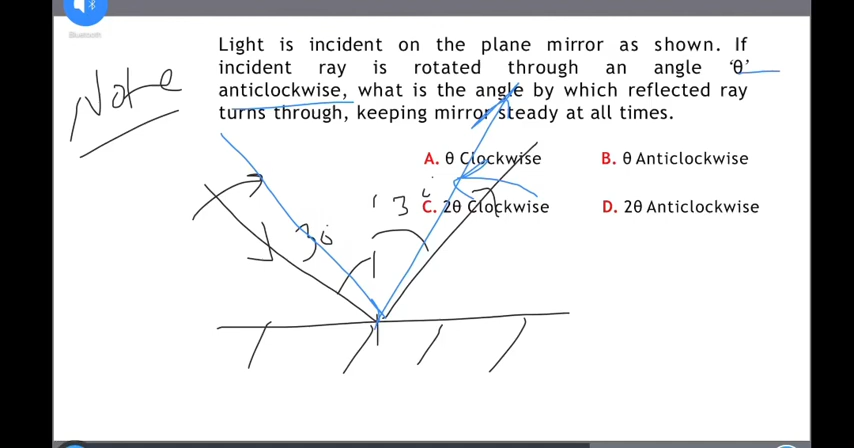 Bluetooth
Note
Light is incident on the plane mirror as shown. If
incident ray is rotated through an angle ‘θ’
anticlockwise, what is the angle by which reflected ray
turns through, keeping mirror steady at all times.
A. θ Clockwise
B. θ Anticlockwise
C. 2θ Clockwise
D. 2θ Anticlockwise